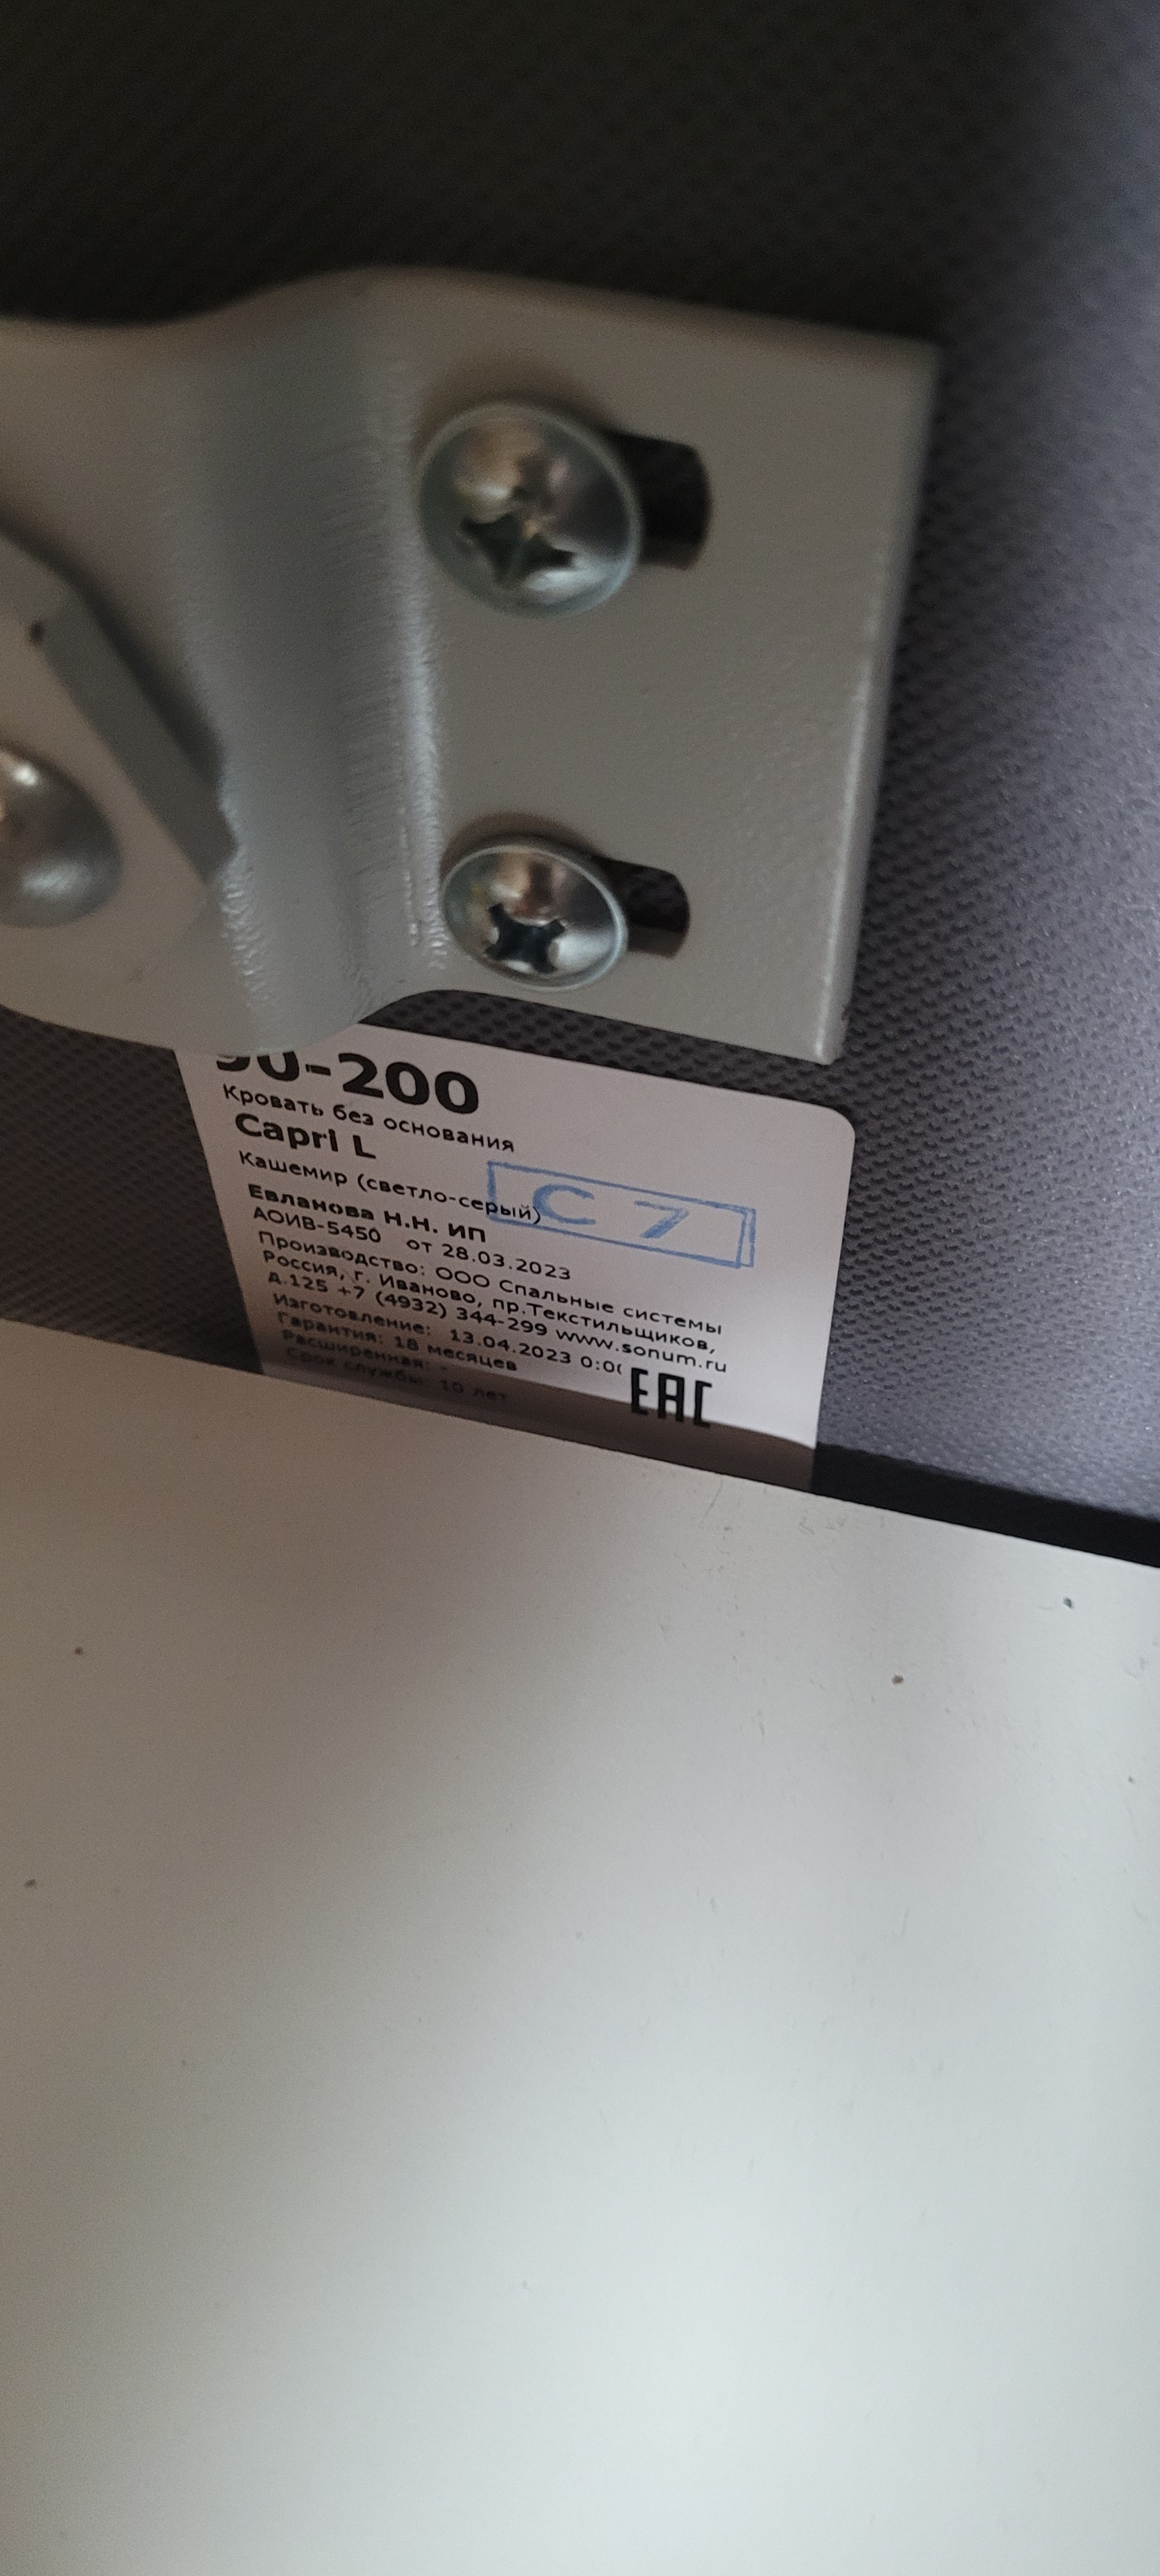 90-200
Кровать без основания
Capri L
Кашемир (светло-серый)
C 7
Евланова Н.Н. ИП
АОИВ-5450 от 28.03.2023
Производство: ООО Спальные системы
Россия, г. Иваново, пр.Текстильщиков,
д.125 +7 (4932) 344-299 www.sonum.ru
Изготовление: 13.04.2023 0:0
Гарантия: 18 месяцев
Расширенная: -
Срок службы: 10 лет
EAC